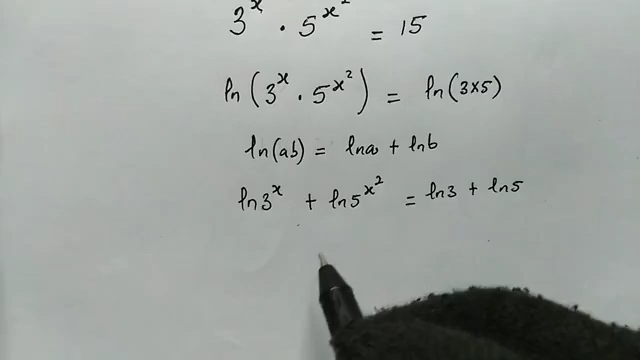 3^x · 5^x² = 15
ln(3^x · 5^x²) = ln(3×5)
ln(ab) = lna + lnb
ln3^x + ln5^x² = ln3 + ln5